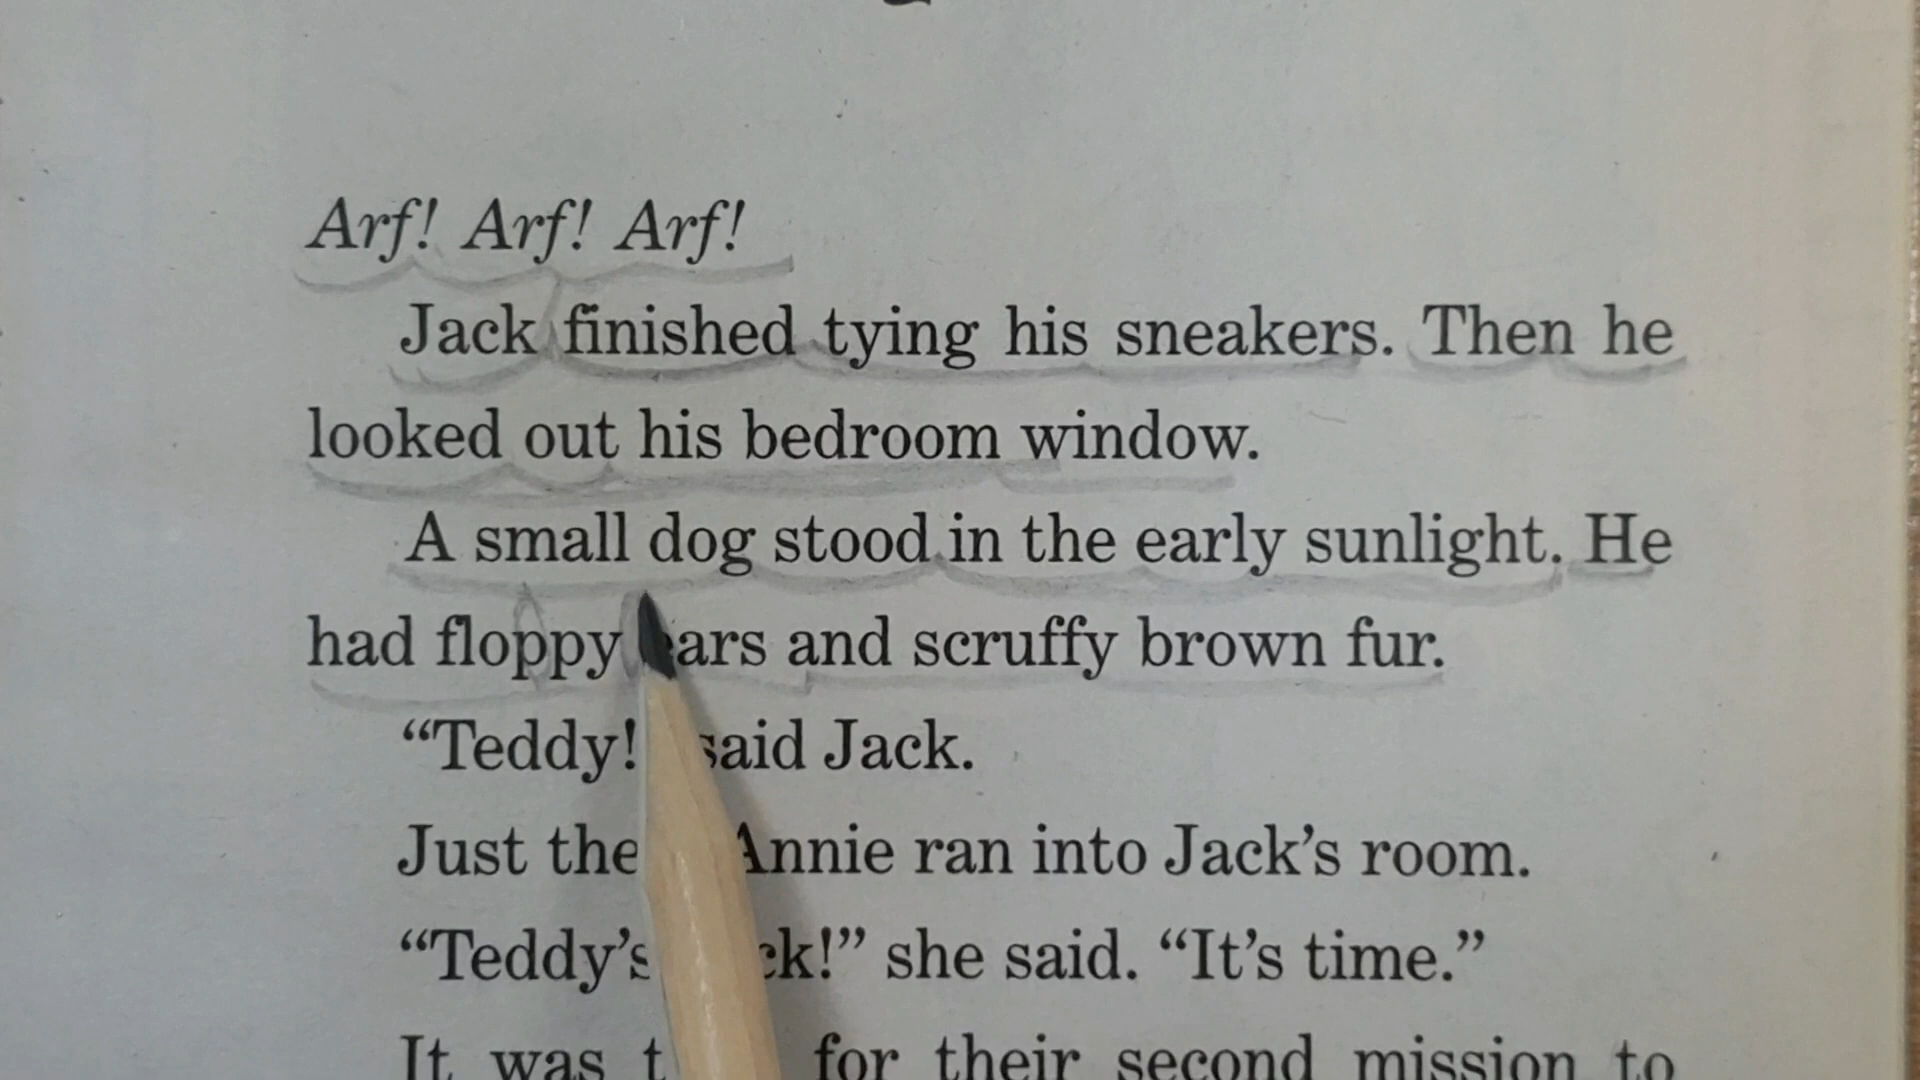 Arf! Arf! Arf!
Jack finished tying his sneakers. Then he
looked out his bedroom window.
A small dog stood in the early sunlight. He
had floppy ears and scruffy brown fur.
“Teddy! said Jack.
Just the Annie ran into Jack’s room.
“Teddy’s ck!” she said. “It’s time.”
It was t for their second mission to